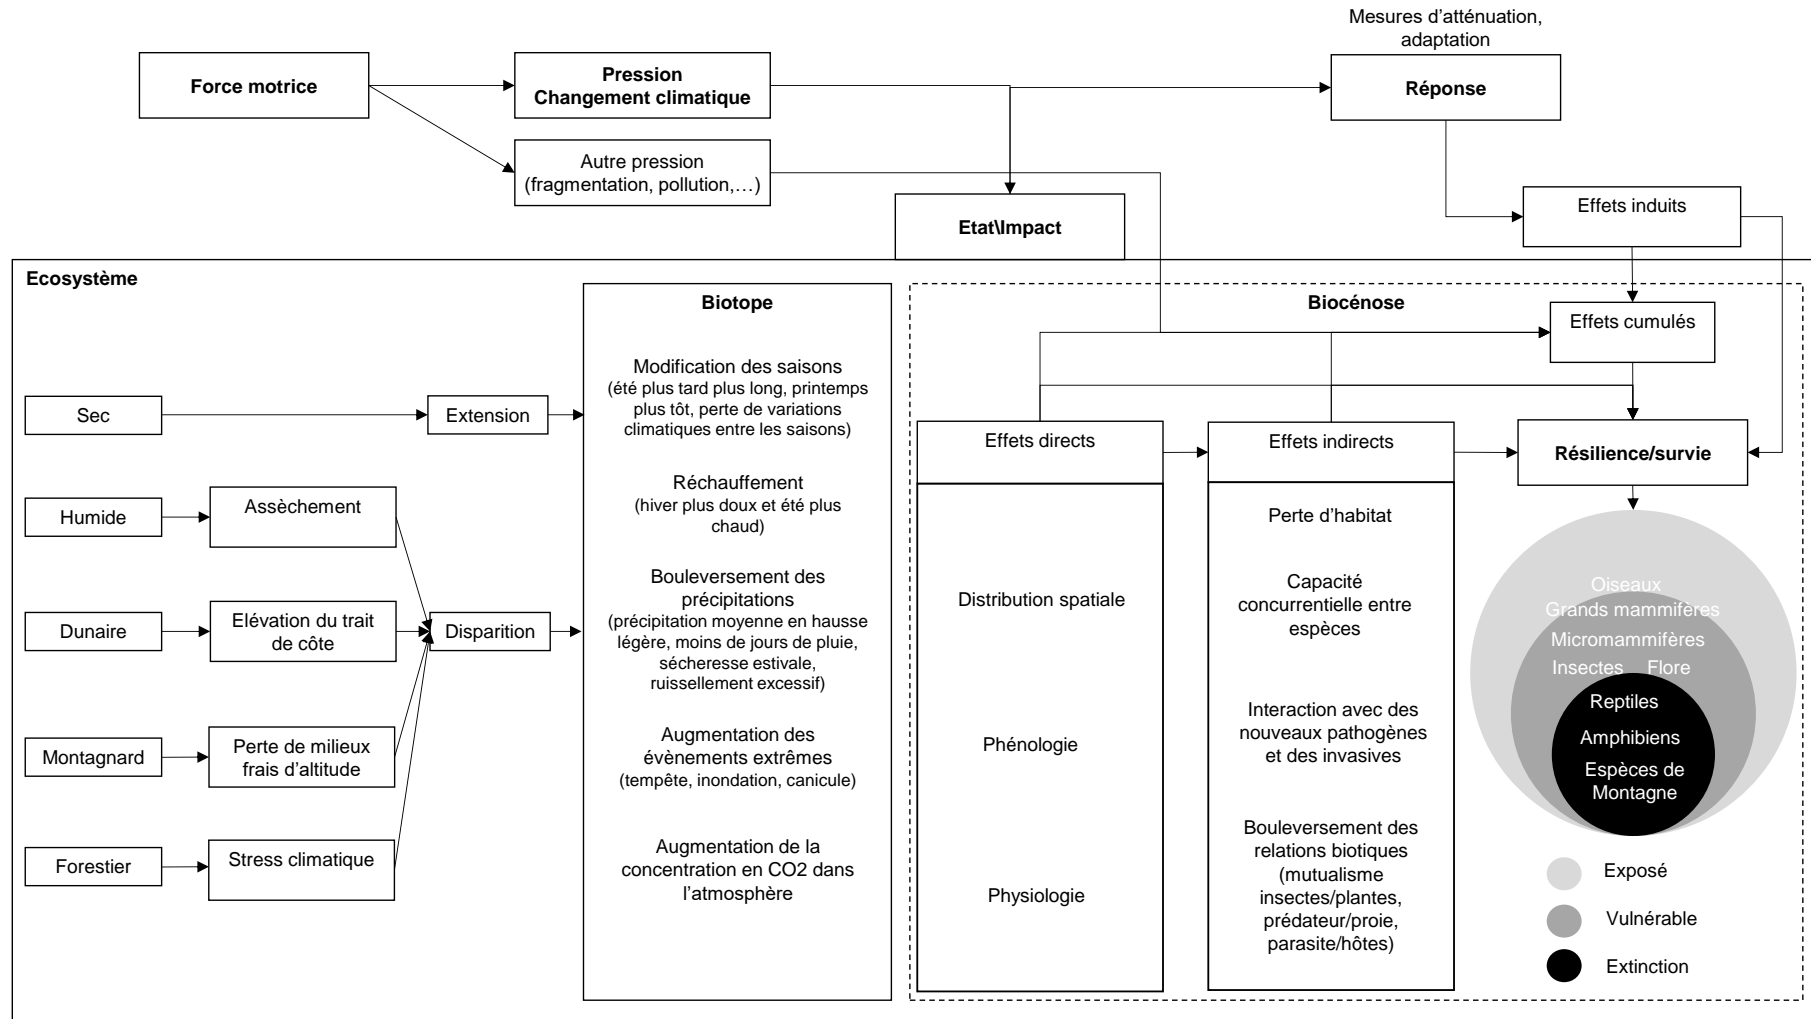 Mesures d’atténuation,
adaptation
Force motrice
Pression
Changement climatique
Réponse
Autre pression
(fragmentation, pollution,…)
Etat\Impact
Effets induits
Ecosystème
Biotope
Biocénose
Effets cumulés
Modification des saisons
(été plus tard plus long, printemps
plus tôt, perte de variations
climatiques entre les saisons)
Sec
Extension
Effets directs
Effets indirects
Résilience/survie
Réchauffement
(hiver plus doux et été plus
chaud)
Humide
Assèchement
Perte d’habitat
Bouleversement des
précipitations
(précipitation moyenne en hausse
légère, moins de jours de pluie,
sécheresse estivale,
ruissellement excessif)
Dunaire
Elévation du trait
de côte
Disparition
Distribution spatiale
Capacité
concurrentielle entre
espèces
Oiseaux
Grands mammifères
Micromammifères
Insectes Flore
Reptiles
Amphibiens
Espèces de
Montagne
Montagnard
Perte de milieux
frais d’altitude
Augmentation des
évènements extrêmes
(tempête, inondation, canicule)
Phénologie
Interaction avec des
nouveaux pathogènes
et des invasives
Forestier
Stress climatique
Augmentation de la
concentration en CO2 dans
l’atmosphère
Physiologie
Bouleversement des
relations biotiques
(mutualisme
insectes/plantes,
prédateur/proie,
parasite/hôtes)
Exposé
Vulnérable
Extinction